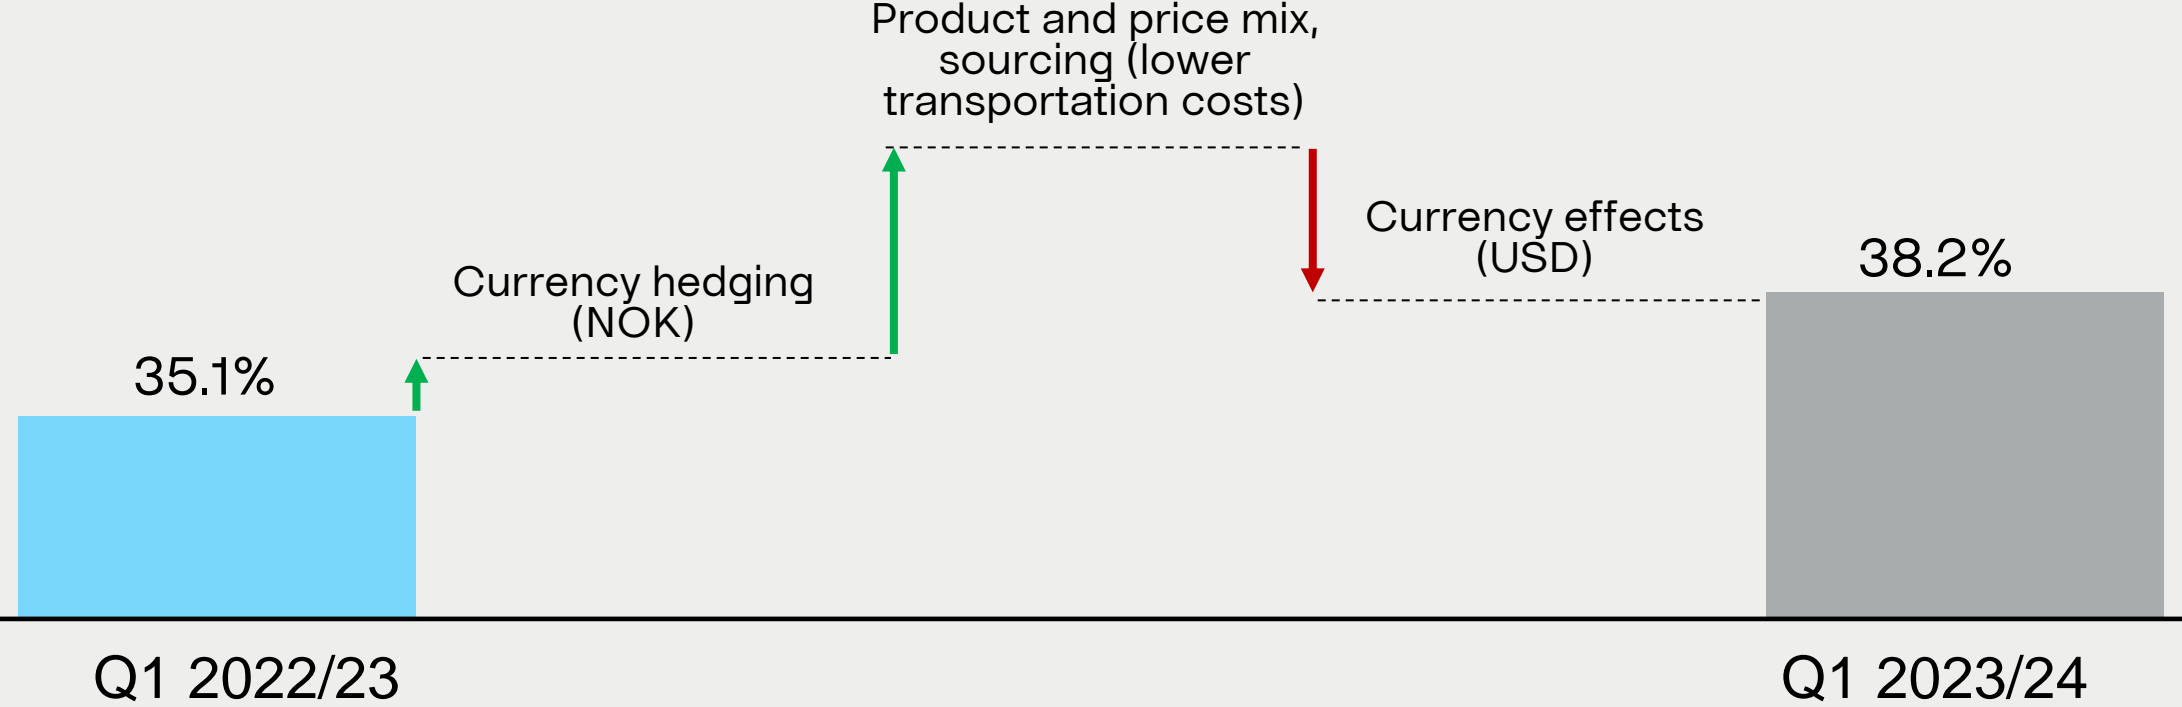 Product and price mix,
sourcing (lower
transportation costs)
Currency effects
(USD)
38.2%
Currency hedging
(NOK)
35.1%
Q1 2022/23
Q1 2023/24